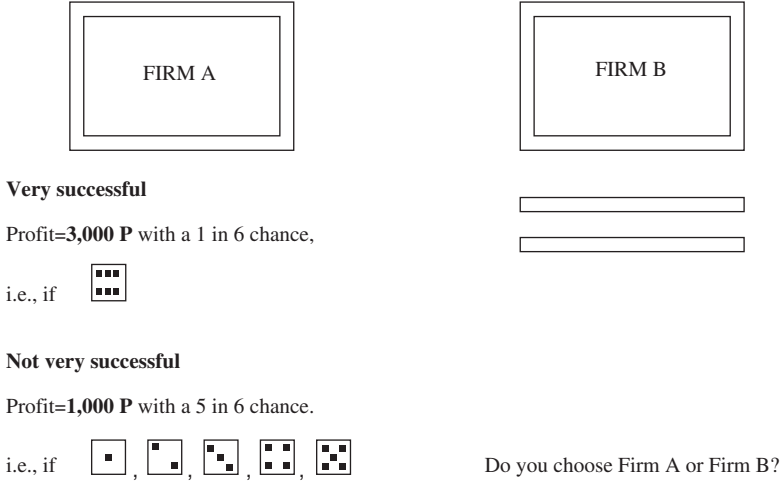 FIRM A
FIRM B
Very successful
Profit=3,000 P with a 1 in 6 chance,
i.e., if
Not very successful
Profit=1,000 P with a 5 in 6 chance.
i.e., if , , , ,
Do you choose Firm A or Firm B?